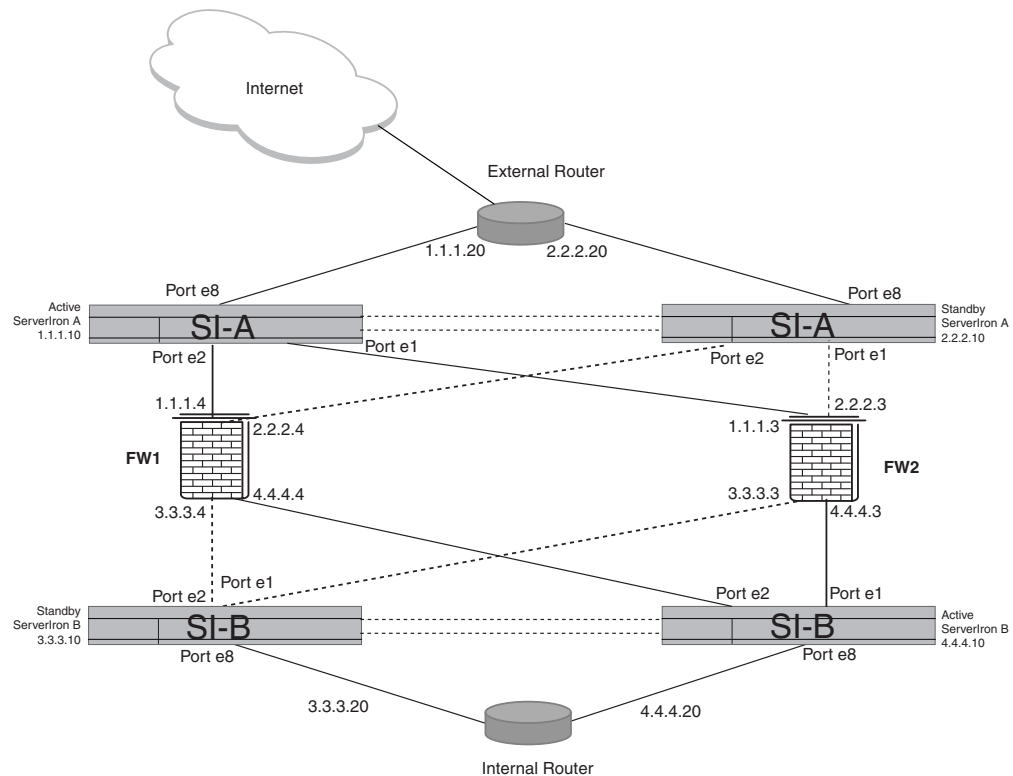 Internet
External Router
1.1.1.20
2.2.2.20
Port e8
Port e8
Active
ServerIron A
1.1.1.10
SI-A
SI-A
Standby
ServerIron A
2.2.2.10
Port e2
Port e1
Port e2
Port e1
1.1.1.4
2.2.2.4
2.2.2.3
1.1.1.3
FW1
FW2
4.4.4.4
3.3.3.4
3.3.3.3
4.4.4.3
Port e2
Port e1
Port e2
Port e1
Standby
ServerIron B
3.3.3.10
SI-B
SI-B
Active
ServerIron B
4.4.4.10
Port e8
Port e8
3.3.3.20
4.4.4.20
Internal Router